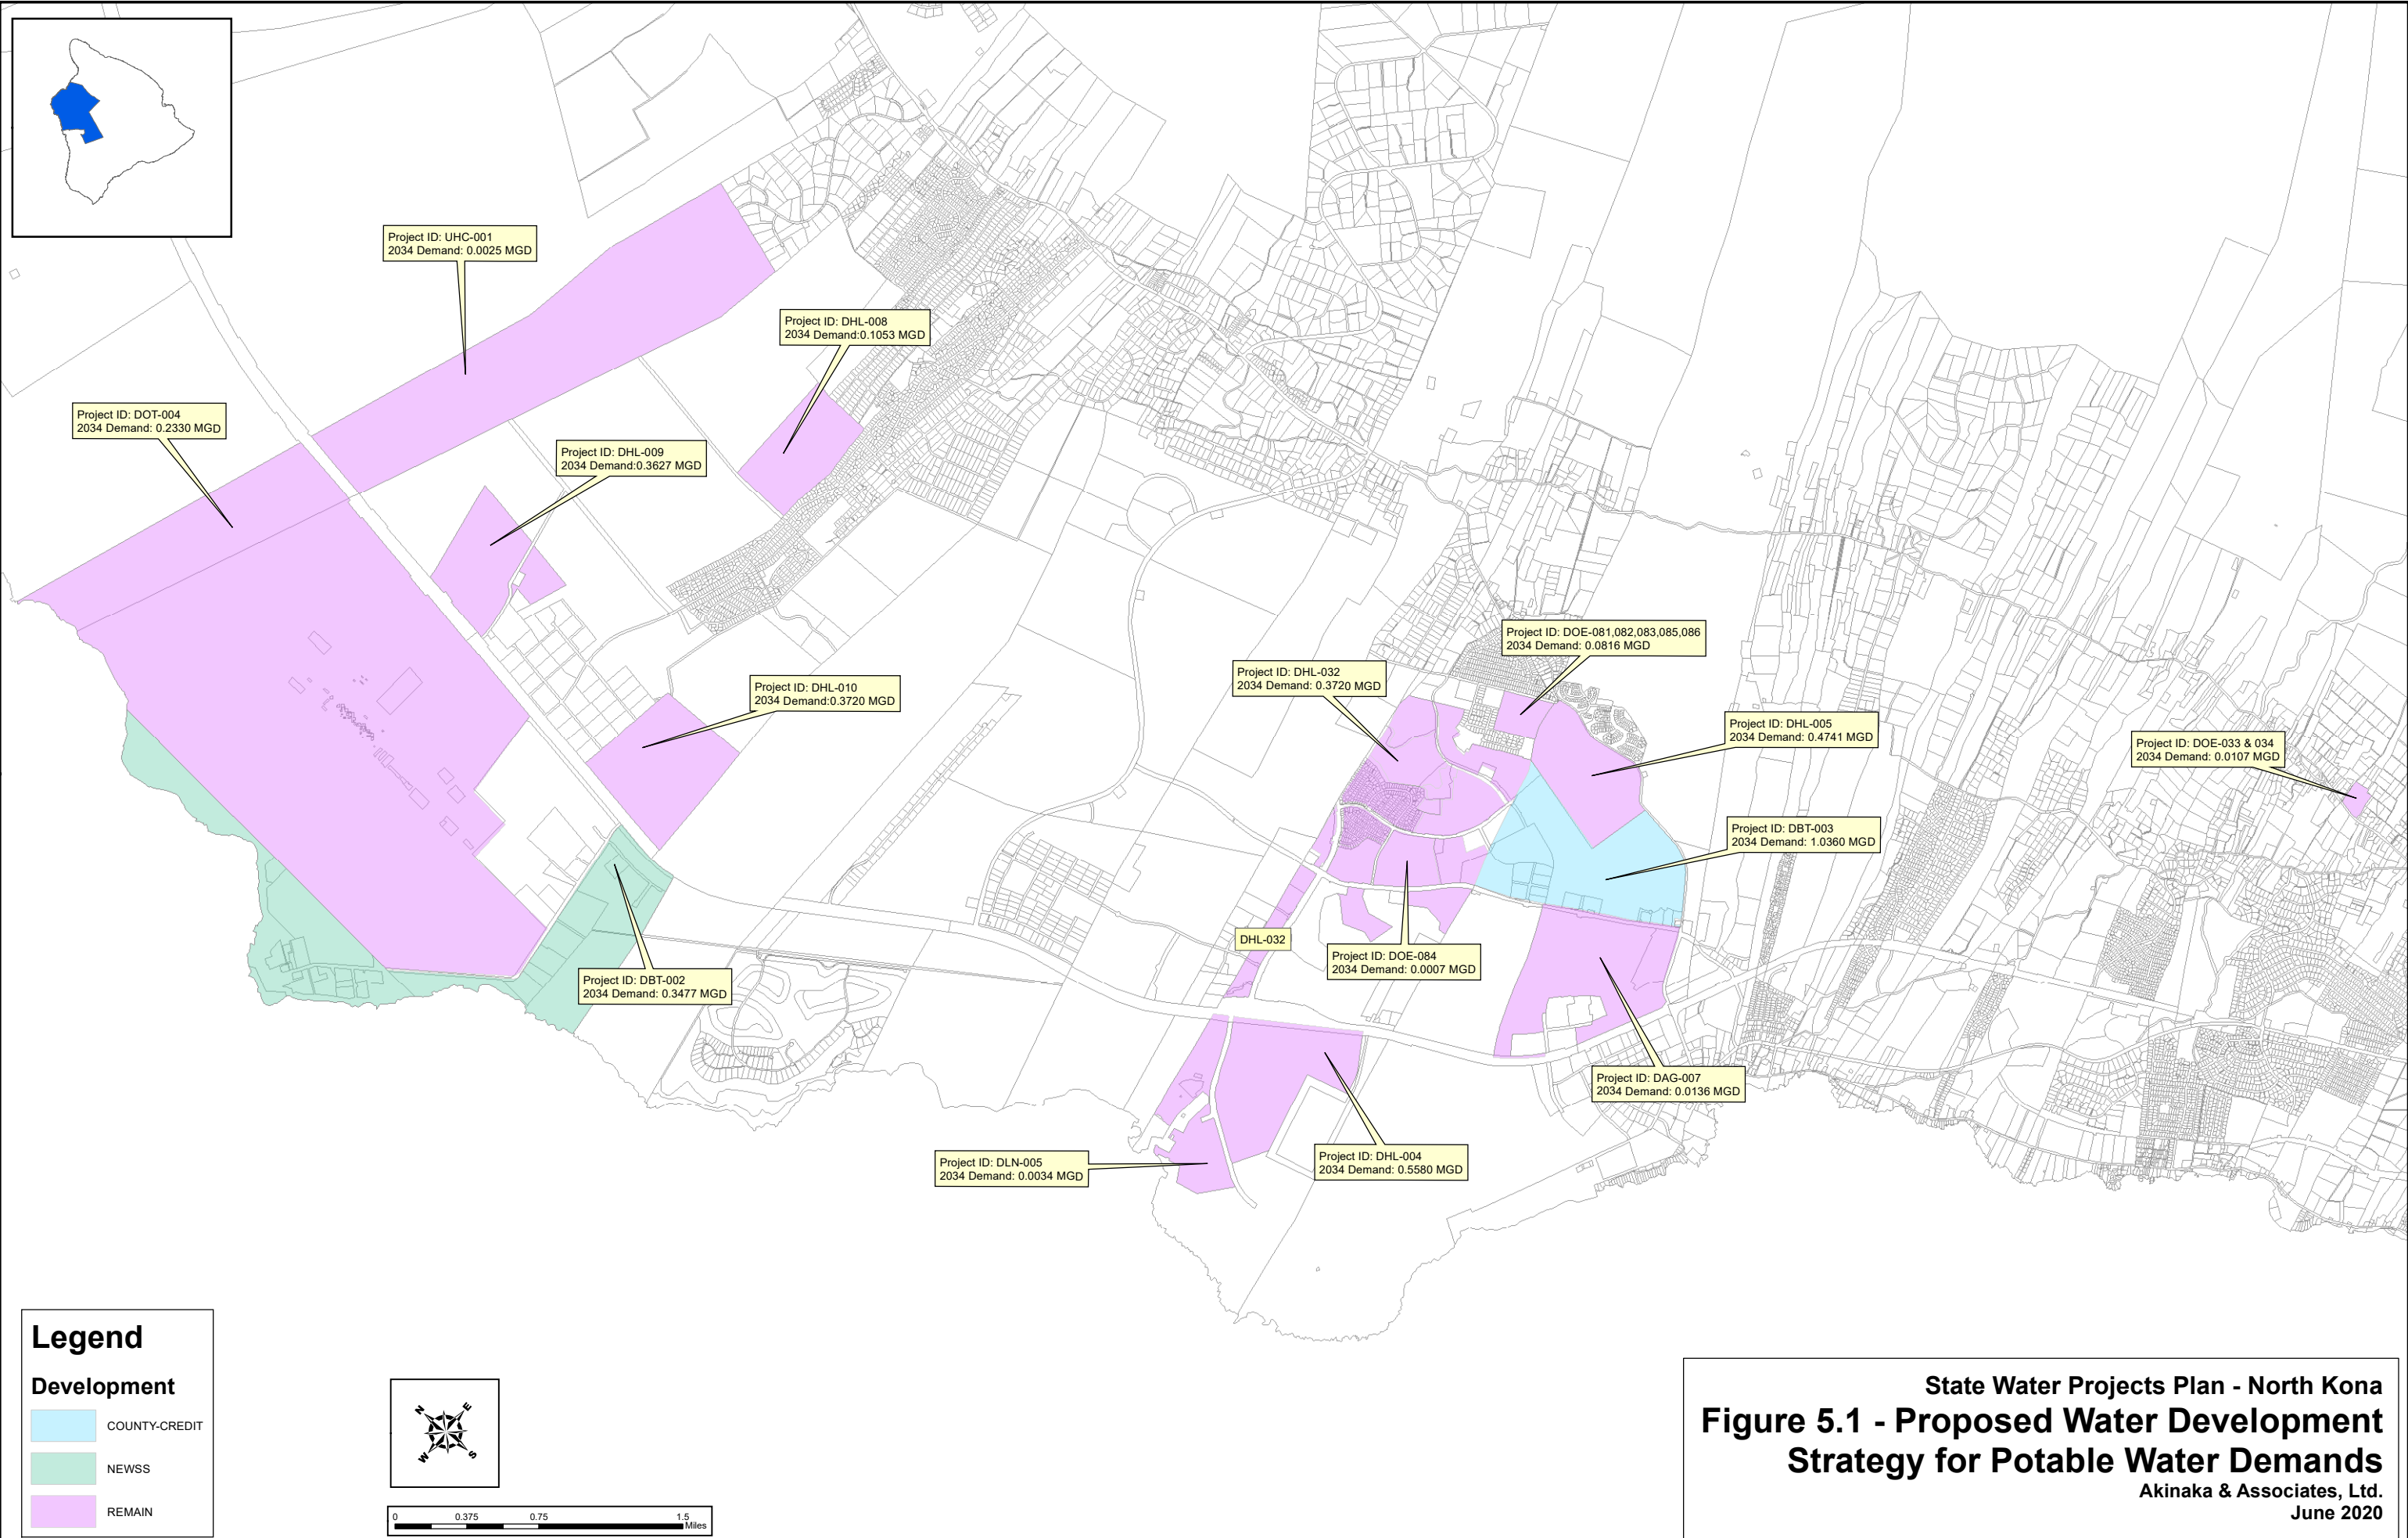 Project ID: UHC-001
2034 Demand: 0.0025 MGD
Project ID: DHL-008
2034 Demand:0.1053 MGD
Project ID: DOT-004
2034 Demand: 0.2330 MGD
Project ID: DHL-009
2034 Demand:0.3627 MGD
Project ID: DOE-081,082,083,085,086
2034 Demand: 0.0816 MGD
Project ID: DHL-032
2034 Demand: 0.3720 MGD
Project ID: DHL-010
2034 Demand:0.3720 MGD
Project ID: DHL-005
2034 Demand: 0.4741 MGD
Project ID: DOE-033 & 034
2034 Demand: 0.0107 MGD
Project ID: DBT-003
2034 Demand: 1.0360 MGD
DHL-032
Project ID: DOE-084
2034 Demand: 0.0007 MGD
Project ID: DBT-002
2034 Demand: 0.3477 MGD
Project ID: DAG-007
2034 Demand: 0.0136 MGD
Project ID: DLN-005
2034 Demand: 0.0034 MGD
Project ID: DHL-004
2034 Demand: 0.5580 MGD
Legend
Development
COUNTY-CREDIT
NEWSS
REMAIN
N E
W S
0 0.375 0.75 1.5
Miles
State Water Projects Plan - North Kona
Figure 5.1 - Proposed Water Development
Strategy for Potable Water Demands
Akinaka & Associates, Ltd.
June 2020